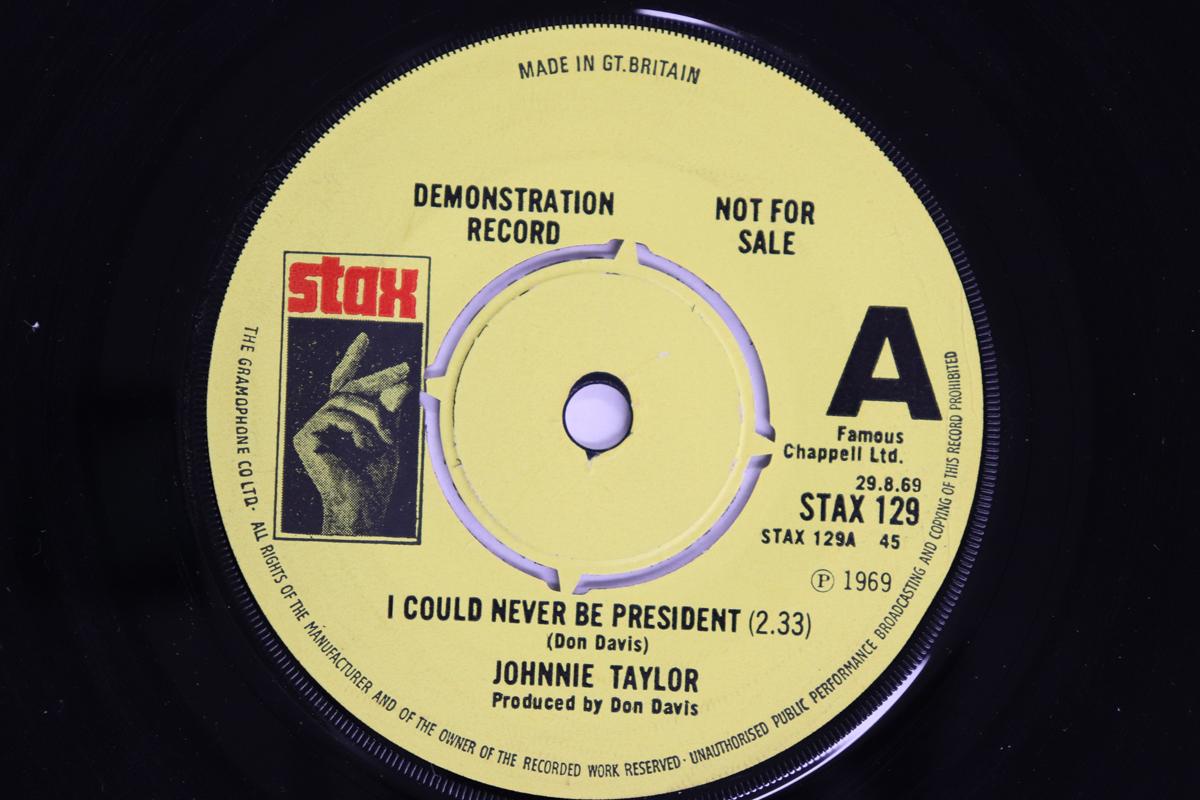 MADE IN GT.BRITAIN
DEMONSTRATION
RECORD
NOT FOR
SALE
stax
A
Famous
Chappell Ltd.
29.8.69
STAX 129
STAX 129A 45
℗ 1969
I COULD NEVER BE PRESIDENT (2.33)
(Don Davis)
JOHNNIE TAYLOR
Produced by Don Davis
THE GRAMOPHONE CO LTD· ALL RIGHTS OF THE MANUFACTURER AND OF THE OWNER OF THE RECORDED WORK RESERVED· UNAUTHORISED PUBLIC PERFORMANCE BROADCASTING AND COPYING OF THIS RECORD PROHIBITED